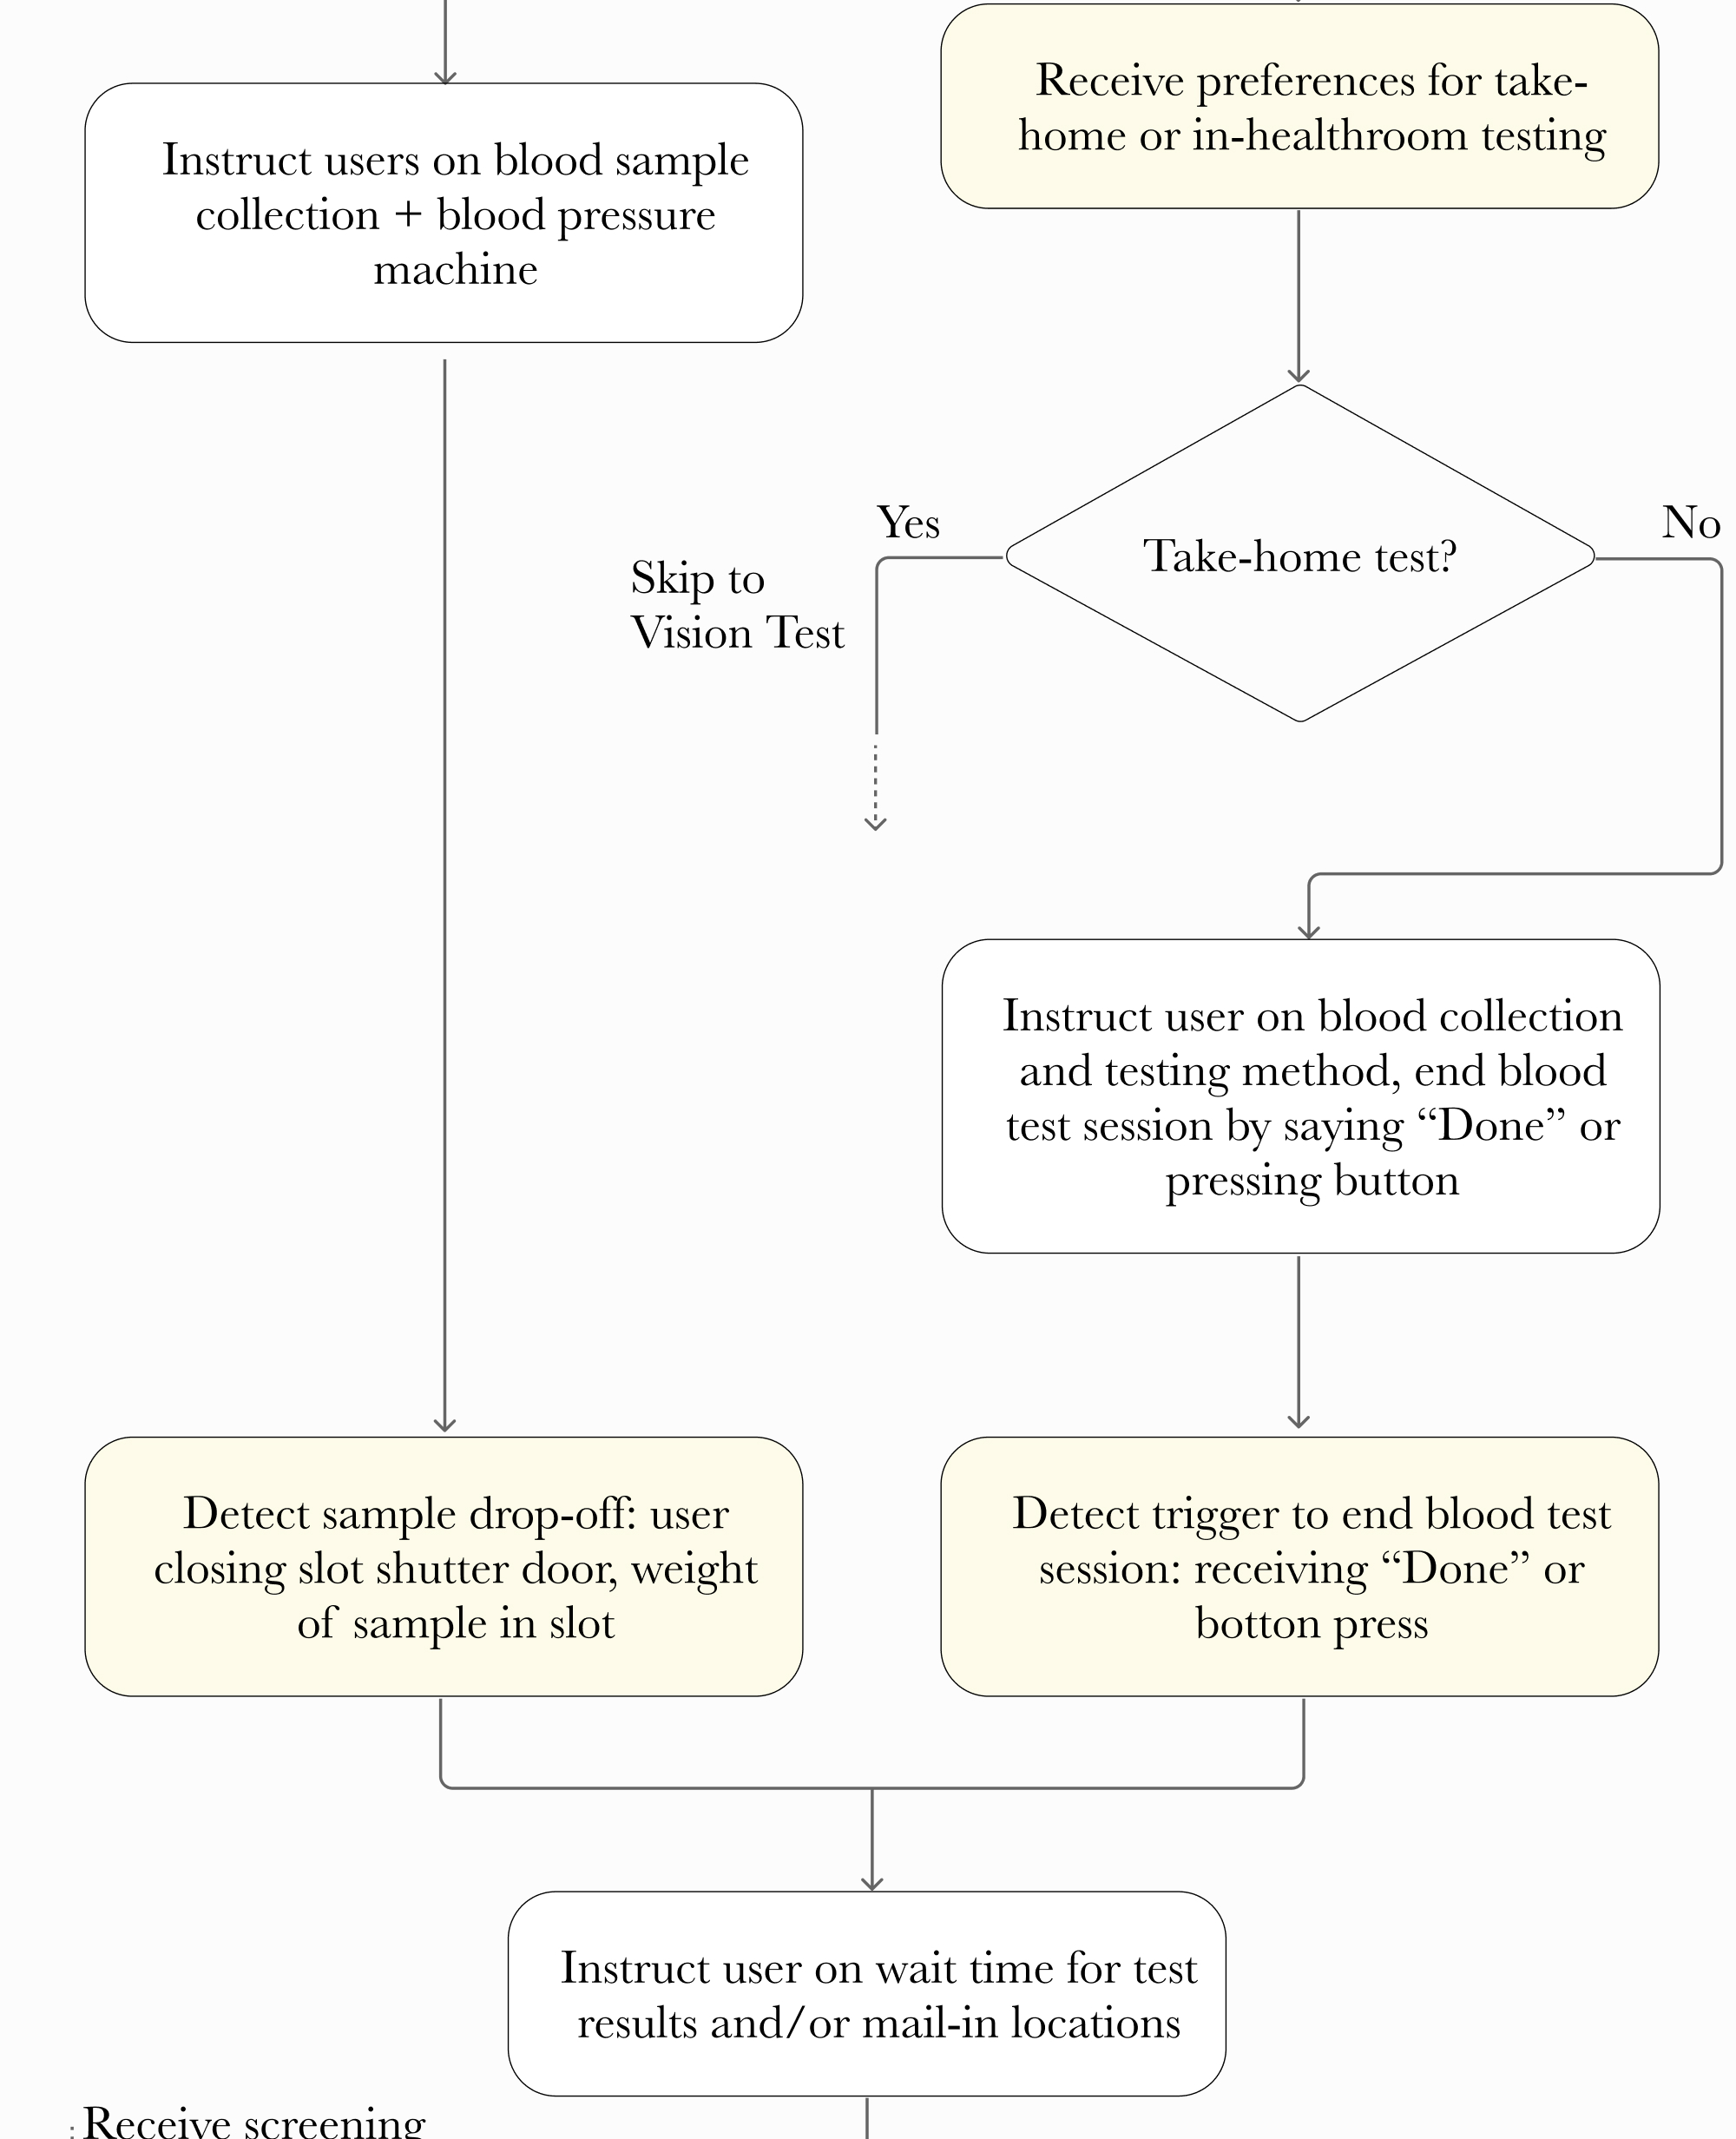 Receive preferences for take-
home or in-healthroom testing
Instruct users on blood sample
collection + blood pressure
machine
Yes
No
Take-home test?
Skip to
Vision Test
Instruct user on blood collection
and testing method, end blood
test session by saying “Done” or
pressing button
Detect sample drop-off: user
closing slot shutter door, weight
of sample in slot
Detect trigger to end blood test
session: receiving “Done” or
botton press
Instruct user on wait time for test
results and/or mail-in locations
Receive screening